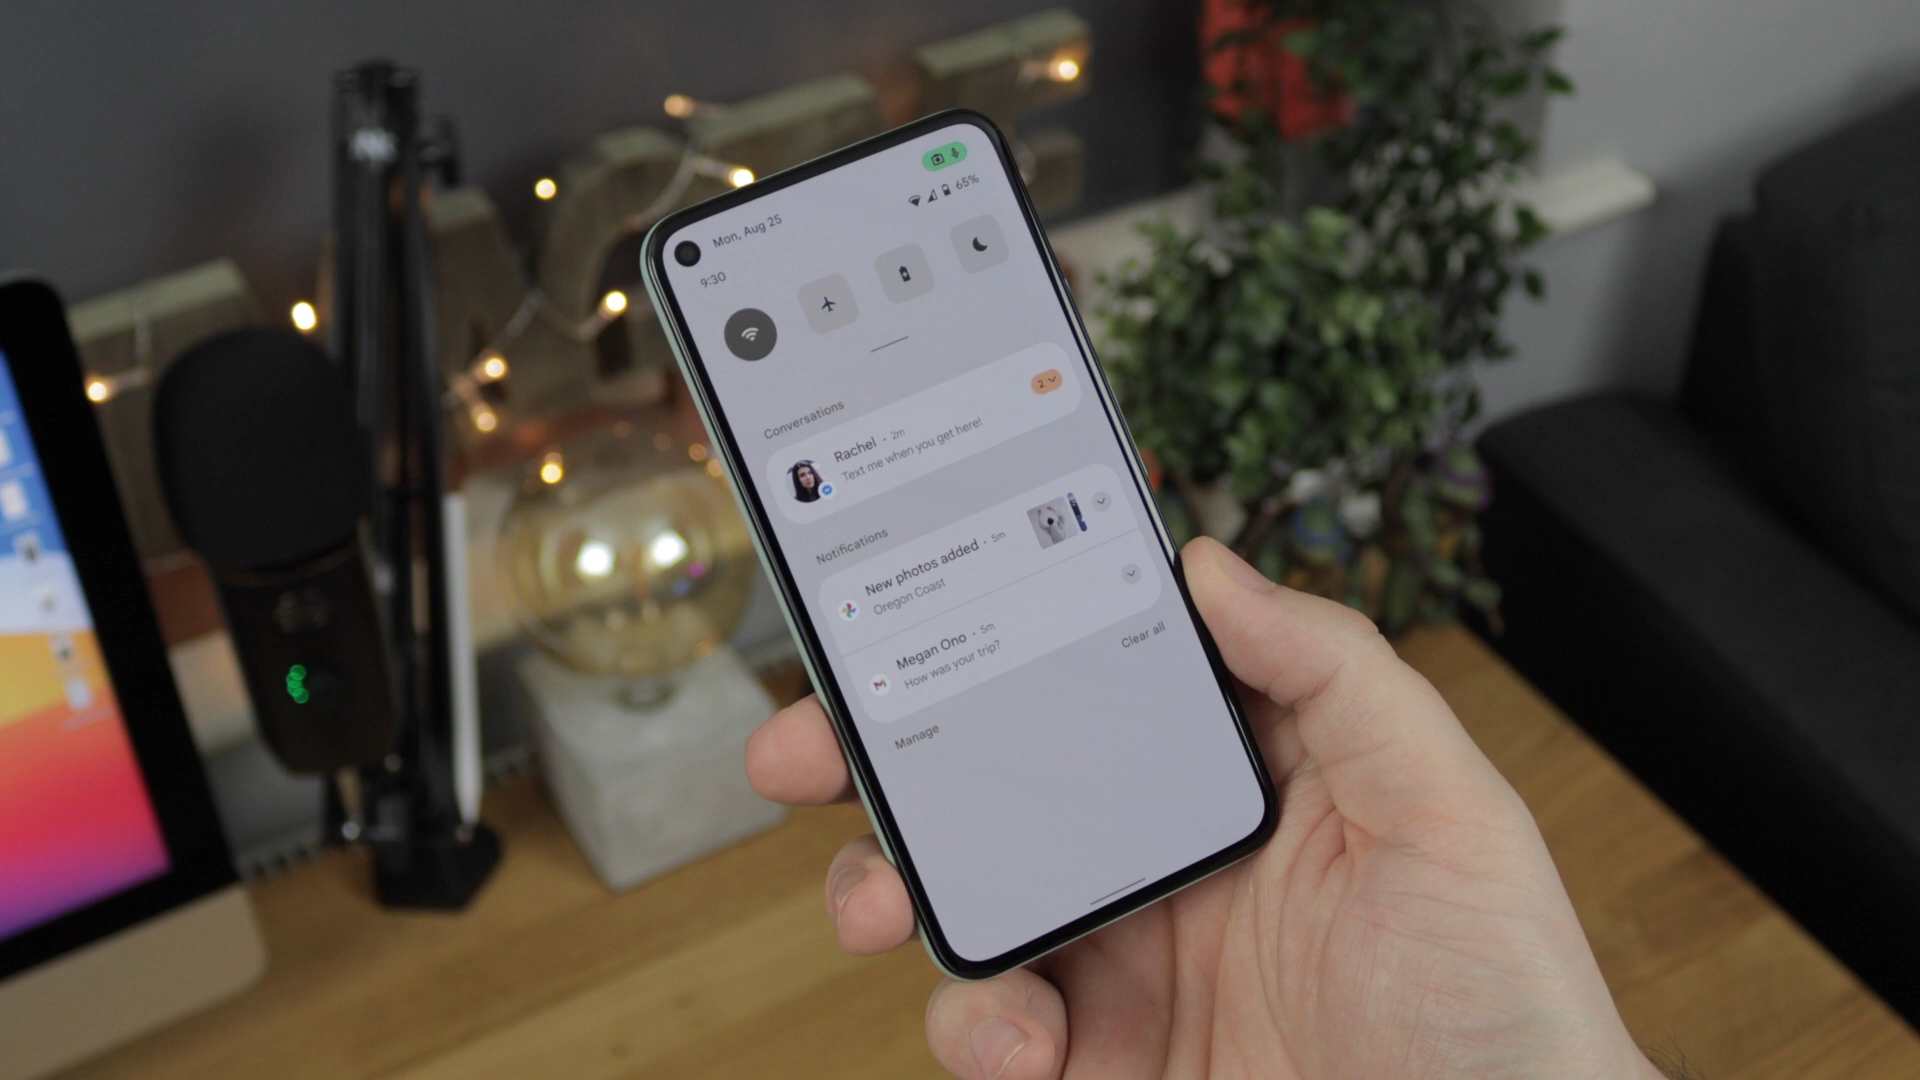 Mon, Aug 25
65%
9:30
Conversations
Rachel · 2m
2
Text me when you get here!
Notifications
New photos added · 5m
Oregon Coast
Megan Ono · 5m
How was your trip?
Clear all
Manage